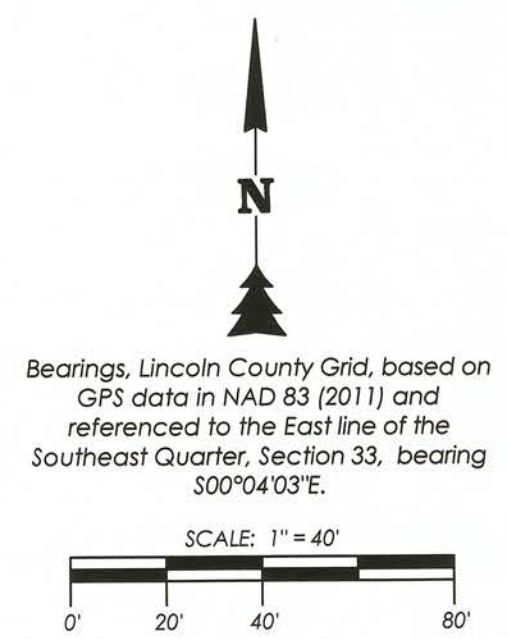 N
Bearings, Lincoln County Grid, based on
GPS data in NAD 83 (2011) and
referenced to the East line of the
Southeast Quarter, Section 33, bearing
S00°04'03"E.
SCALE: 1" = 40'
0' 20' 40' 80'